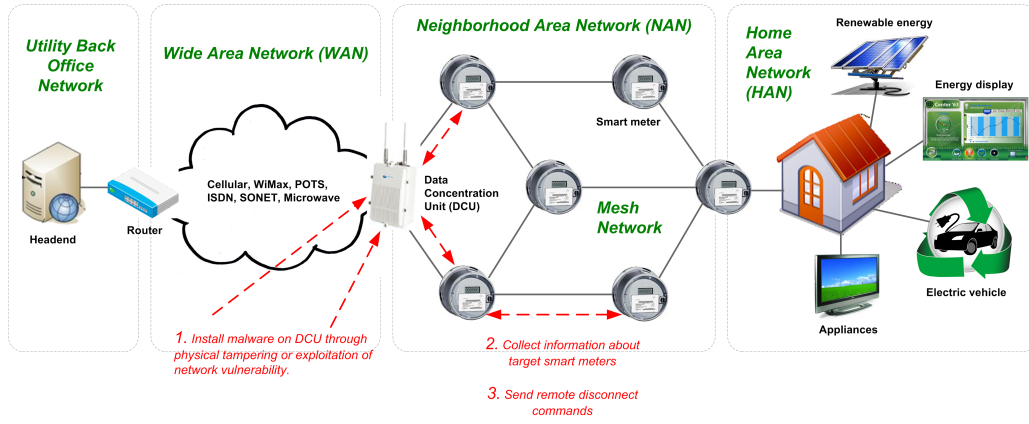 Utility Back
Office
Network
Wide Area Network (WAN)
Neighborhood Area Network (NAN)
Home
Area
Network
(HAN)
Renewable energy
Energy display
Smart meter
Cellular, WiMax, POTS,
ISDN, SONET, Microwave
Data
Concentration
Unit (DCU)
Mesh
Network
Headend
Router
Electric vehicle
Appliances
1. Install malware on DCU through
physical tampering or exploitation of
network vulnerability.
2. Collect information about
target smart meters
3. Send remote disconnect
commands